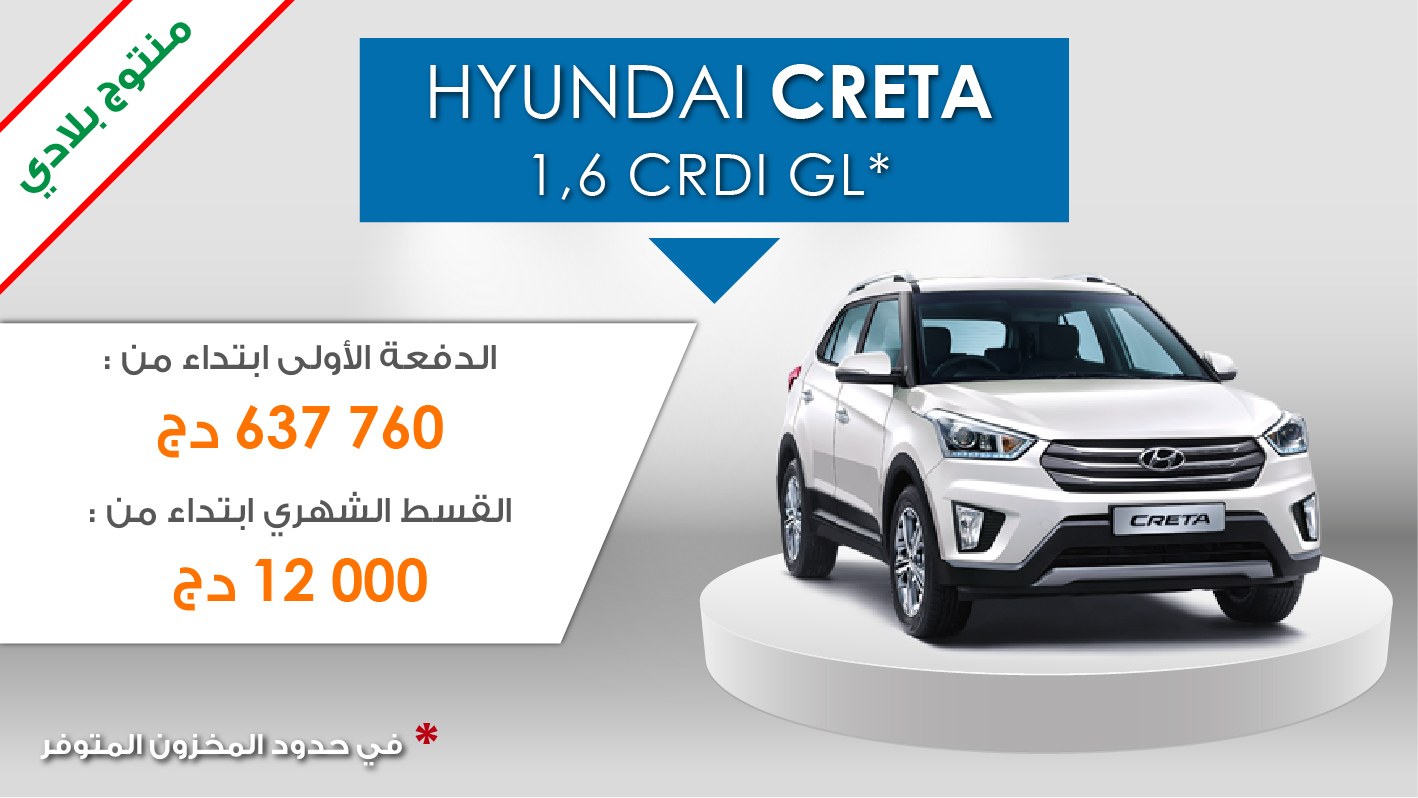 منتوج بلادي
HYUNDAI CRETA
1,6 CRDI GL*
الدفعة الأولى ابتداء من :
637 760 دج
القسط الشهري ابتداء من :
12 000 دج
CRETA
* في حدود المخزون المتوفر